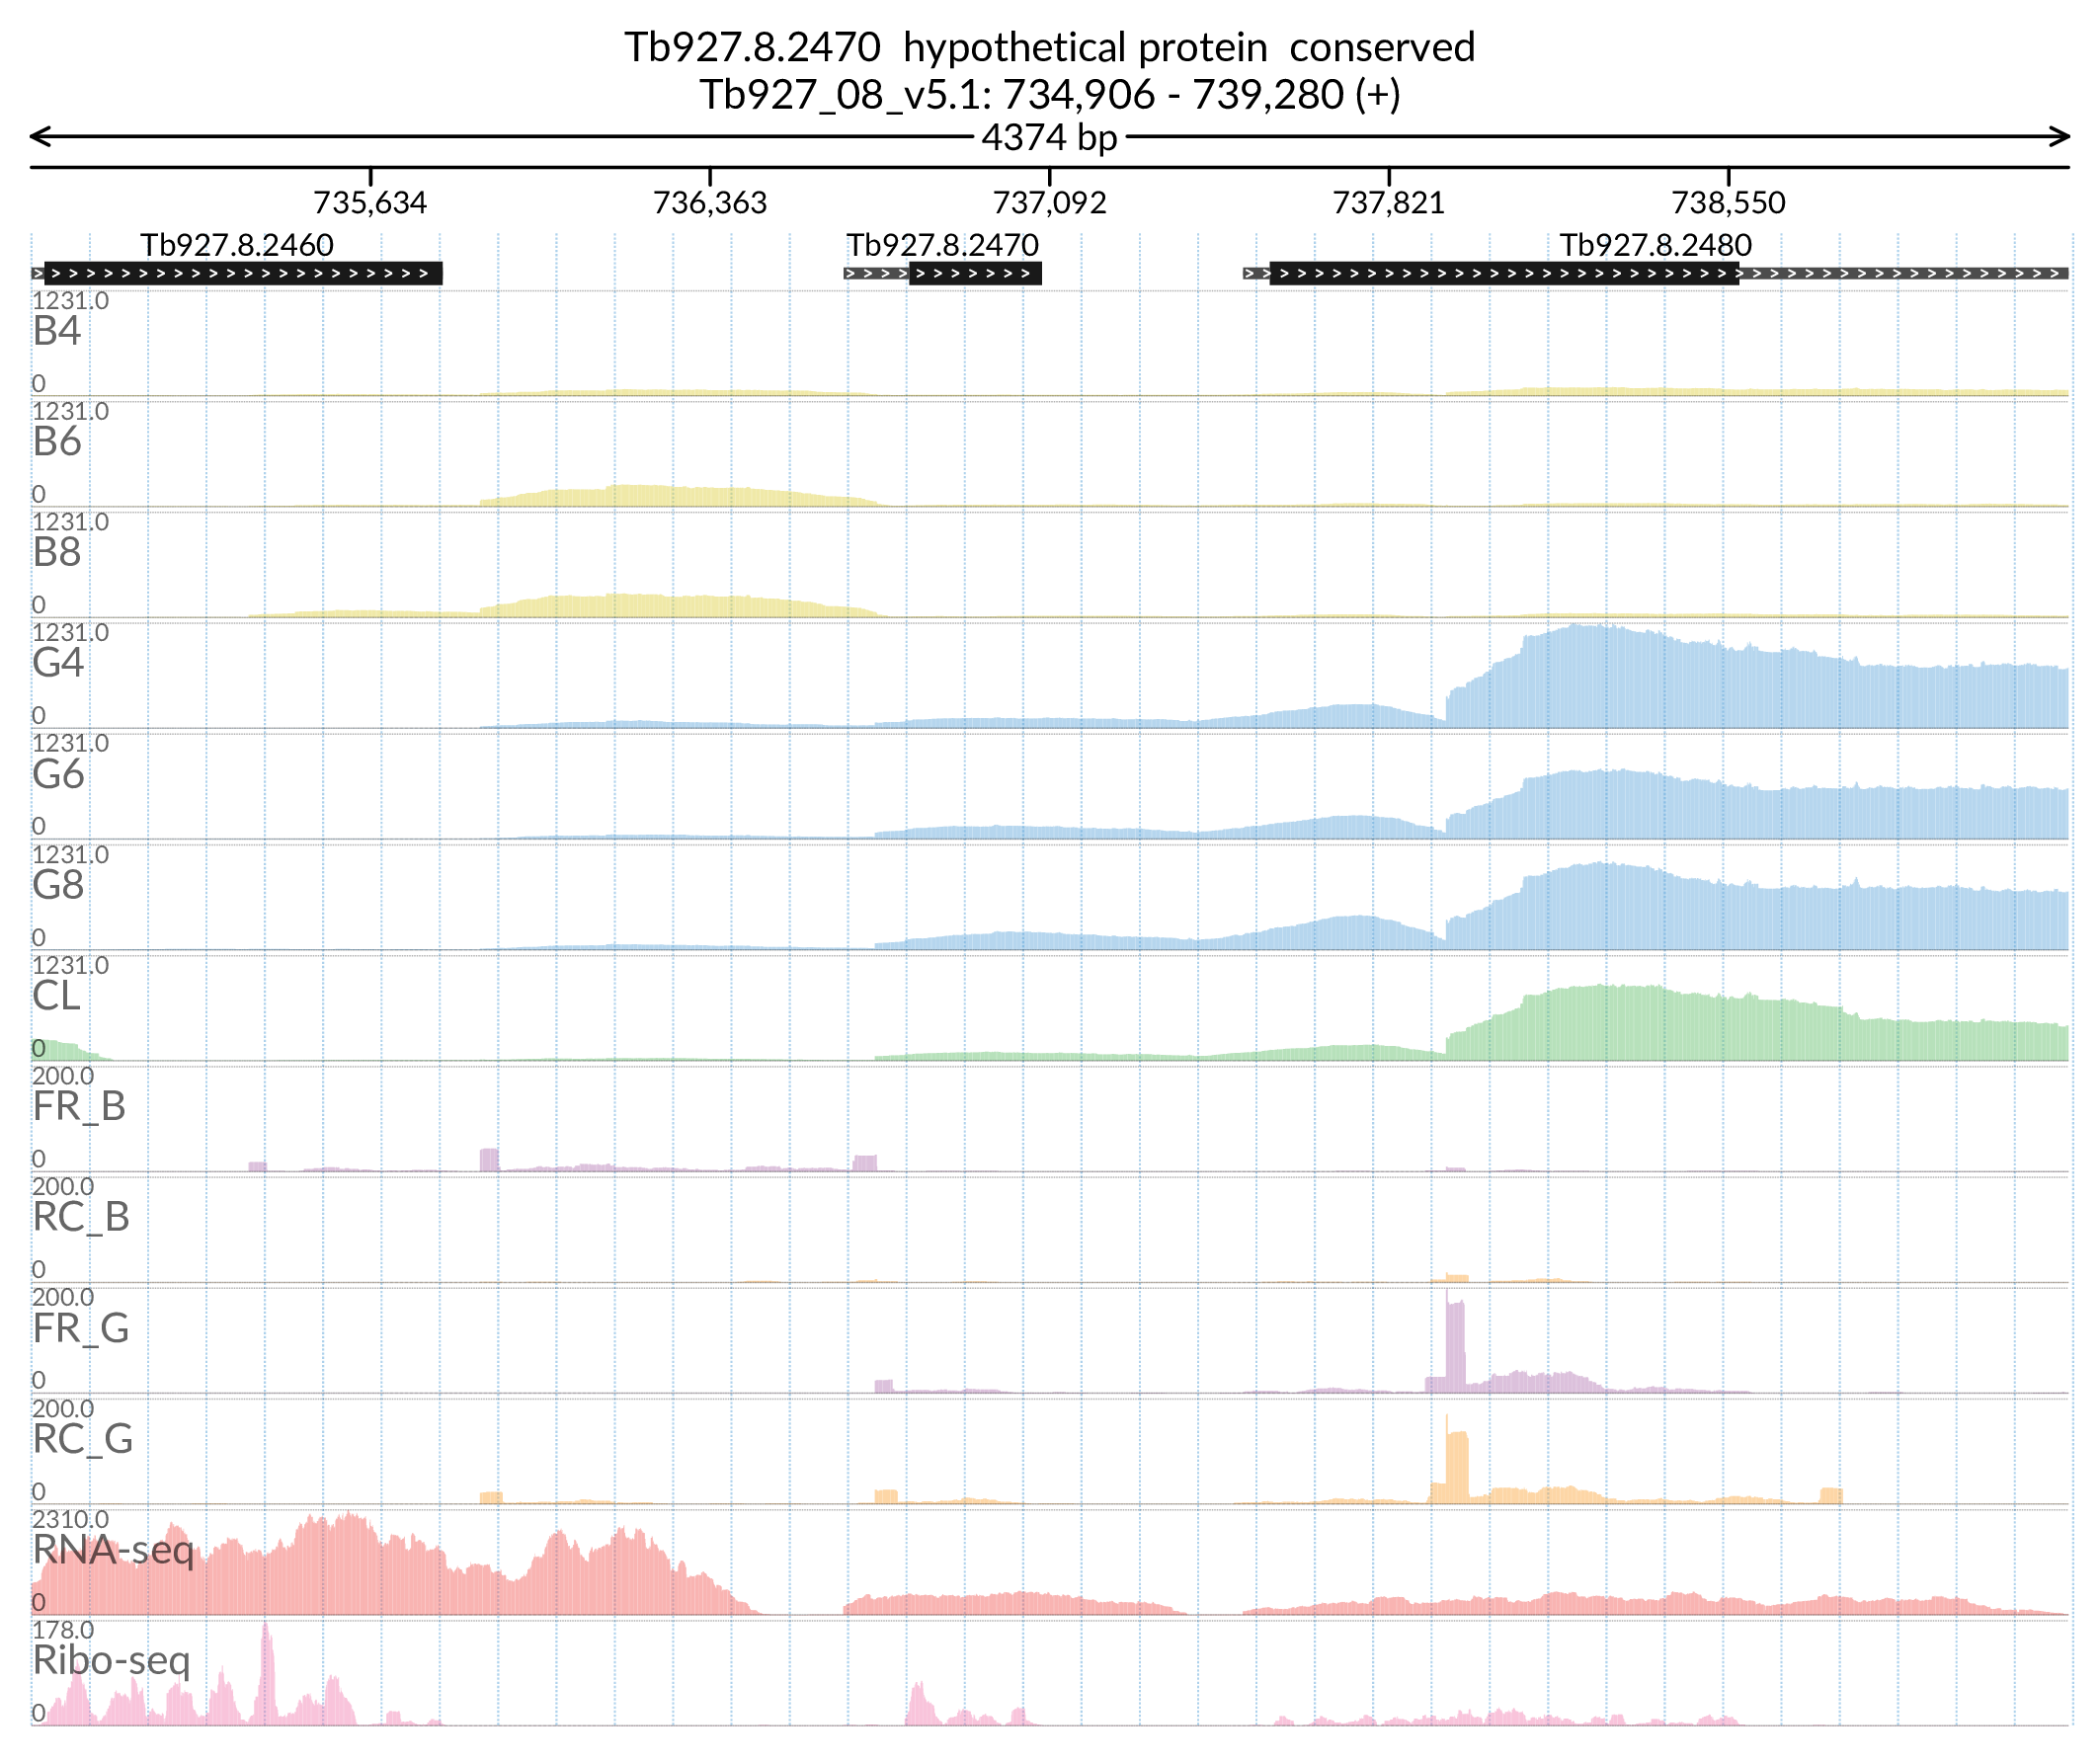 Tb927.8.2470  hypothetical protein  conserved
Tb927_08_v5.1: 734,906 - 739,280 (+)
4374 bp
735,634 736,363 737,092 737,821 738,550
Tb927.8.2460 Tb927.8.2470 Tb927.8.2480
1231.0
B4
0
1231.0
B6
0
1231.0
B8
0
1231.0
G4
0
1231.0
G6
0
1231.0
G8
0
1231.0
CL
0
200.0
FR_B
0
200.0
RC_B
0
200.0
FR_G
0
200.0
RC_G
0
2310.0
RNA-seq
0
178.0
Ribo-seq
0